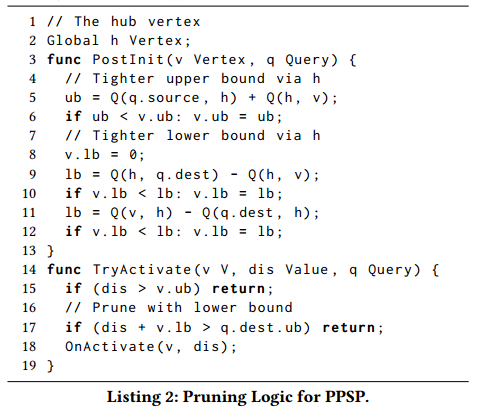 1 // The hub vertex
2 Global h Vertex;
3 func PostInit(v Vertex, q Query) {
4   // Tighter upper bound via h
5   ub = Q(q.source, h) + Q(h, v);
6   if ub < v.ub: v.ub = ub;
7   // Tighter lower bound via h
8   v.lb = 0;
9   lb = Q(h, q.dest) - Q(h, v);
10   if v.lb < lb: v.lb = lb;
11   lb = Q(v, h) - Q(q.dest, h);
12   if v.lb < lb: v.lb = lb;
13 }
14 func TryActivate(v V, dis Value, q Query) {
15   if (dis > v.ub) return;
16   // Prune with lower bound
17   if (dis + v.lb > q.dest.ub) return;
18   OnActivate(v, dis);
19 }
Listing 2: Pruning Logic for PPSP.